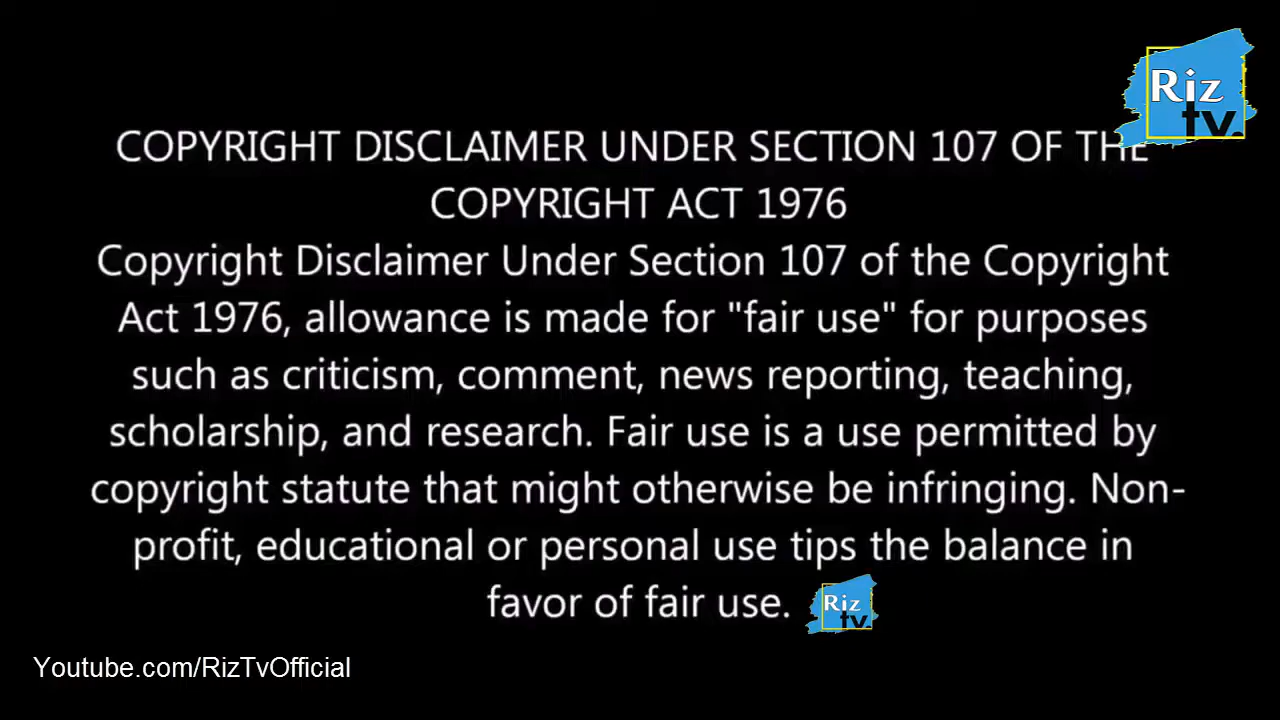 Riz
tv.
COPYRIGHT DISCLAIMER UNDER SECTION 107 OF THE
COPYRIGHT ACT 1976
Copyright Disclaimer Under Section 107 of the Copyright
Act 1976, allowance is made for "fair use" for purposes
such as criticism, comment, news reporting, teaching,
scholarship, and research. Fair use is a use permitted by
copyright statute that might otherwise be infringing. Non-
profit, educational or personal use tips the balance in
favor of fair use.
Riz
tv.
Youtube.com/RizTvOfficial